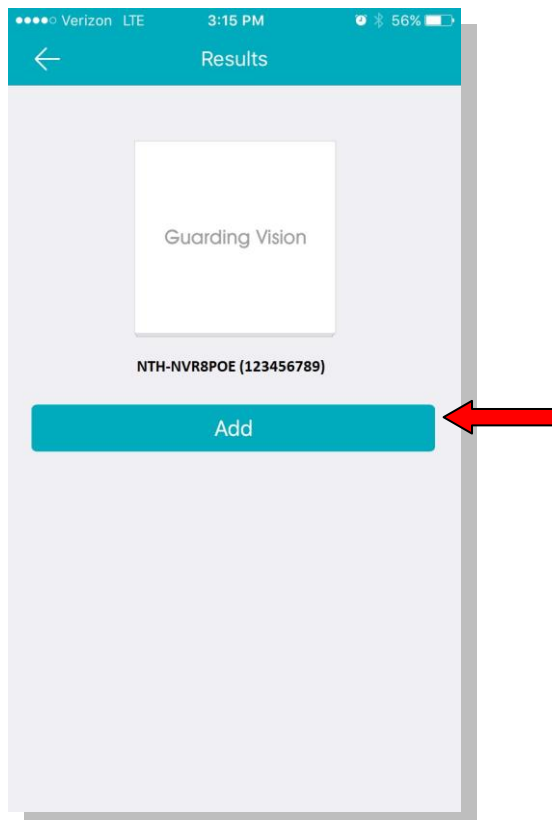 Verizon LTE 3:15 PM 56%
Results
Guarding Vision
NTH-NVR8POE (123456789)
Add